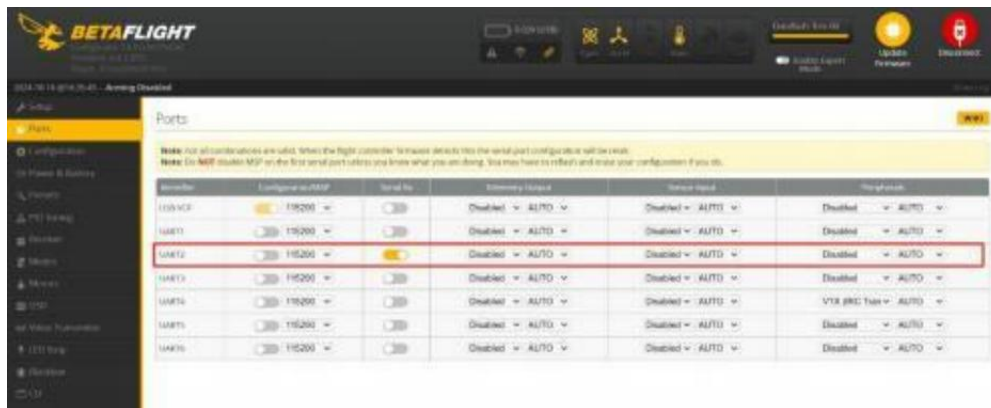 BETAFLIGHT
Update
Firmware
Disconnect
Enable Expert
Mode
Arming Disabled
Setup
Ports
Ports
WIKI
Configuration
Power & Battery
Note: not all combinations are valid. When the flight controller firmware detects this the serial port configuration will be reset.
Note: Do NOT disable MSP on the first serial port unless you know what you are doing. You may have to reflash and erase your configuration if you do.
Presets
PID Tuning
Receiver
Modes
Motors
OSD
Video Transmitter
LED Strip
Blackbox
CLI
Identifier Configuration/MSP Serial Rx Telemetry Output Sensor Input Peripherals
USB VCP 115200 Disabled AUTO Disabled AUTO Disabled AUTO
UART1 115200 Disabled AUTO Disabled AUTO Disabled AUTO
UART2 115200 Disabled AUTO Disabled AUTO Disabled AUTO
UART3 115200 Disabled AUTO Disabled AUTO Disabled AUTO
UART4 115200 Disabled AUTO Disabled AUTO VTX (IRC Tram AUTO
UART5 115200 Disabled AUTO Disabled AUTO Disabled AUTO
UART6 115200 Disabled AUTO Disabled AUTO Disabled AUTO